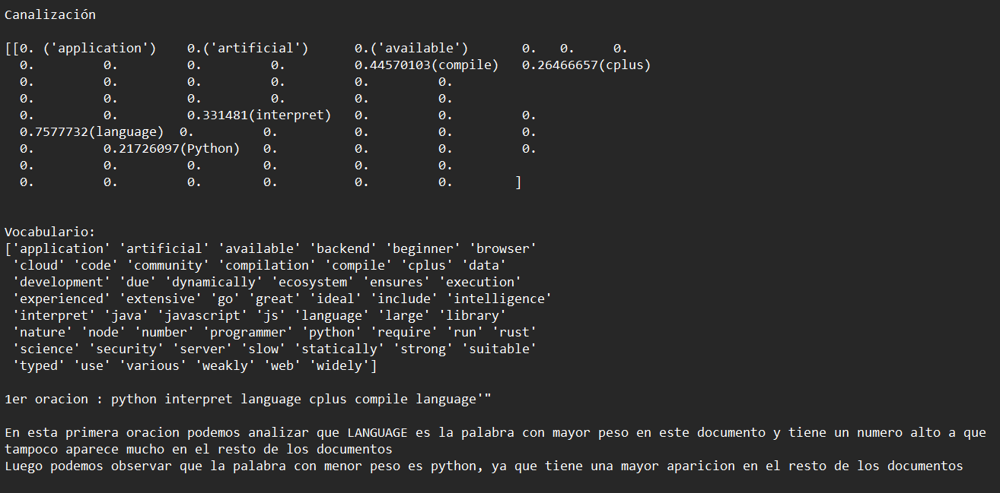 Canalización
[[0. ('application')    0.('artificial')      0.('available')       0.   0.     0.
0.         0.         0.         0.         0.44570103(compile)   0.26466657(cplus)
0.         0.         0.         0.         0.         0.
0.         0.         0.         0.         0.         0.
0.         0.         0.331481(interpret)   0.         0.         0.
0.7577732(language)  0.         0.          0.         0.         0.
0.         0.21726097(Python)   0.          0.         0.         0.
0.         0.         0.        0.          0.         0.
0.         0.         0.        0.          0.         0.        ]
Vocabulario:
['application' 'artificial' 'available' 'backend' 'beginner' 'browser'
'cloud' 'code' 'community' 'compilation' 'compile' 'cplus' 'data'
'development' 'due' 'dynamically' 'ecosystem' 'ensures' 'execution'
'experienced' 'extensive' 'go' 'great' 'ideal' 'include' 'intelligence'
'interpret' 'java' 'javascript' 'js' 'language' 'large' 'library'
'nature' 'node' 'number' 'programmer' 'python' 'require' 'run' 'rust'
'science' 'security' 'server' 'slow' 'statically' 'strong' 'suitable'
'typed' 'use' 'various' 'weakly' 'web' 'widely']
1er oracion : python interpret language cplus compile language'"
En esta primera oracion podemos analizar que LANGUAGE es la palabra con mayor peso en este documento y tiene un numero alto a que
tampoco aparece mucho en el resto de los documentos
Luego podemos observar que la palabra con menor peso es python, ya que tiene una mayor aparicion en el resto de los documentos